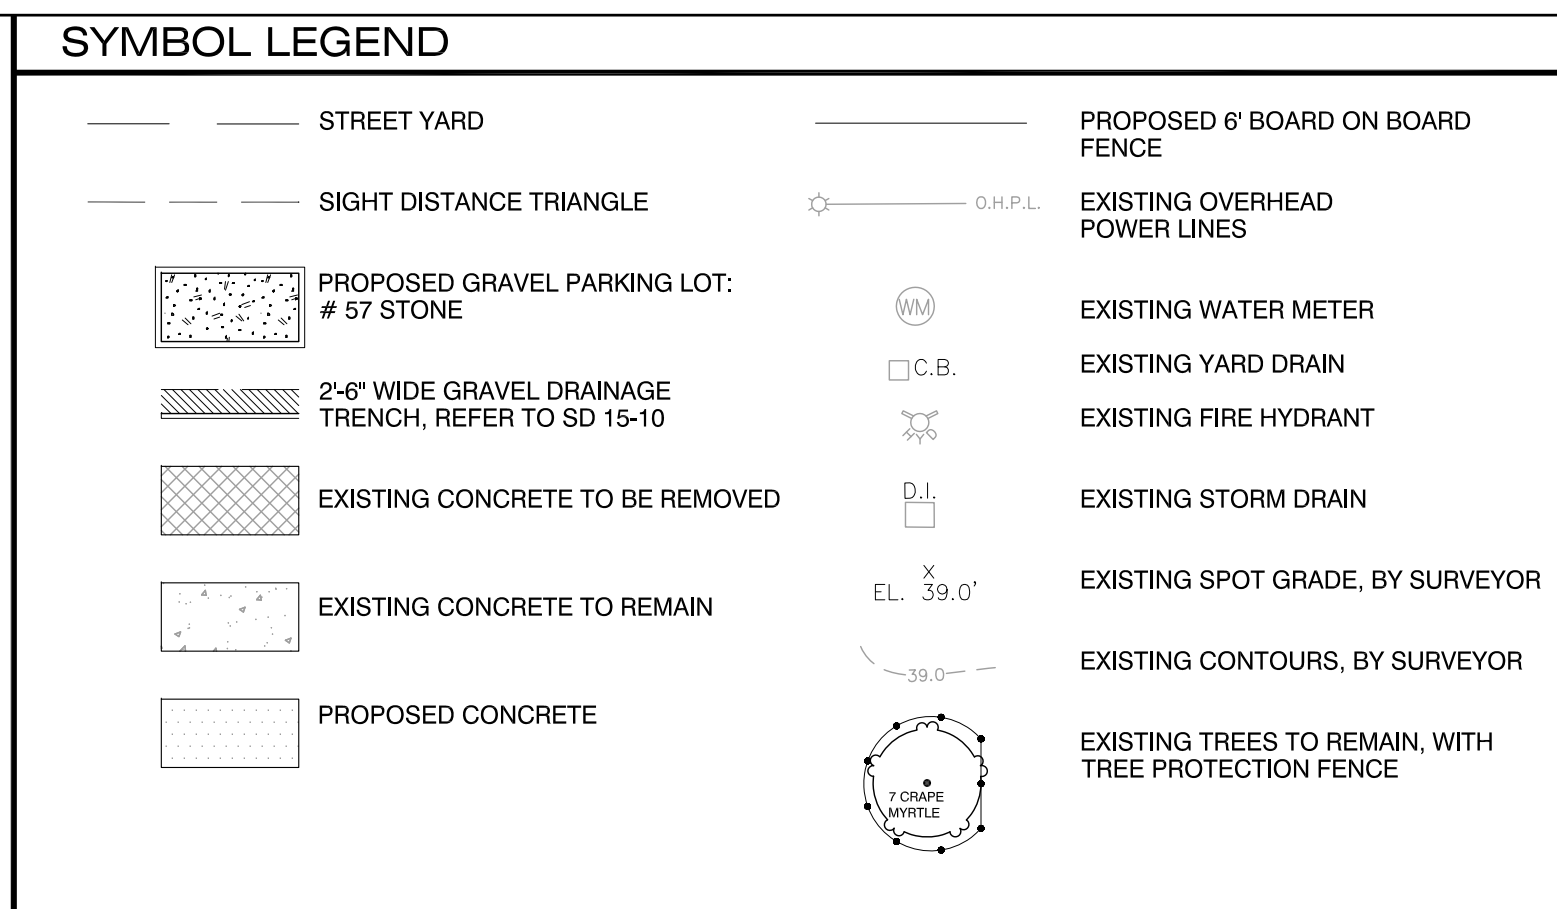 SYMBOL LEGEND
STREET YARD
SIGHT DISTANCE TRIANGLE
PROPOSED GRAVEL PARKING LOT:
# 57 STONE
2'-6" WIDE GRAVEL DRAINAGE
TRENCH, REFER TO SD 15-10
EXISTING CONCRETE TO BE REMOVED
EXISTING CONCRETE TO REMAIN
PROPOSED CONCRETE
PROPOSED 6' BOARD ON BOARD
FENCE
O.H.P.L.
EXISTING OVERHEAD
POWER LINES
WM
EXISTING WATER METER
C.B.
EXISTING YARD DRAIN
HYD
EXISTING FIRE HYDRANT
D.I.
EXISTING STORM DRAIN
X
EL. 39.0'
EXISTING SPOT GRADE, BY SURVEYOR
39.0
EXISTING CONTOURS, BY SURVEYOR
7 CRAPE
MYRTLE
EXISTING TREES TO REMAIN, WITH
TREE PROTECTION FENCE